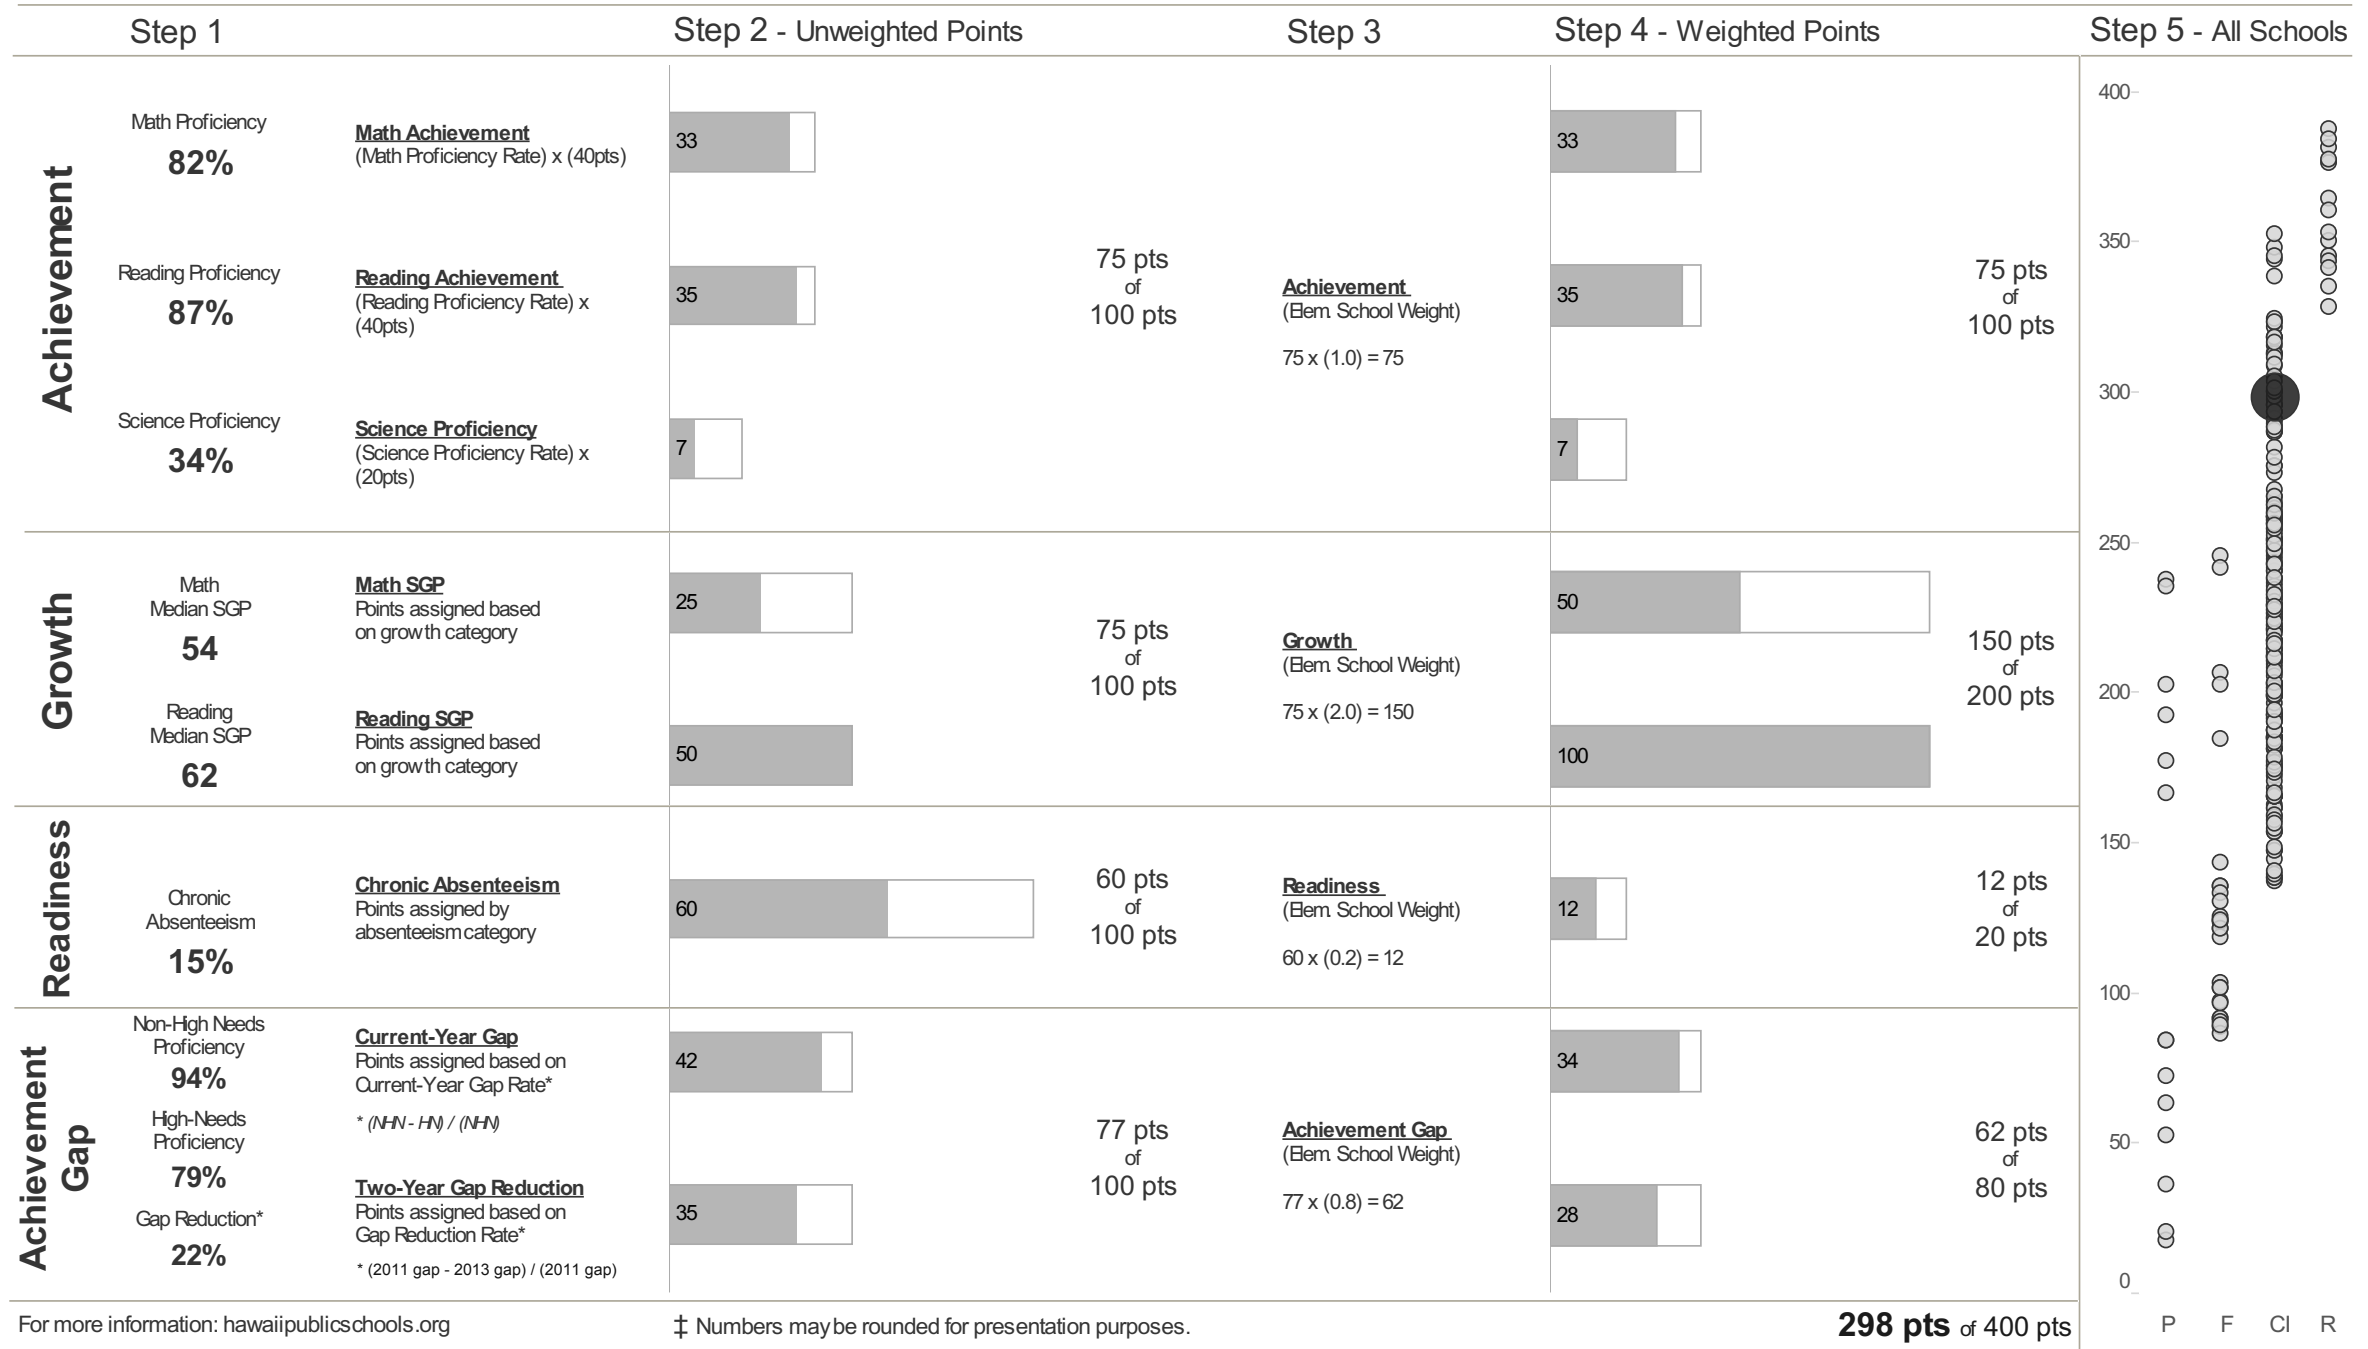 Step 1
Step 2 - Unweighted Points
Step 3
Step 4 - Weighted Points
Step 5 - All Schools
Achievement
Math Proficiency
82%
Math Achievement
(Math Proficiency Rate) x (40pts)
33
33
Reading Proficiency
87%
Reading Achievement
(Reading Proficiency Rate) x
(40pts)
35
75 pts
of
100 pts
Achievement
(Elem. School Weight)
75 x (1.0) = 75
35
75 pts
of
100 pts
Science Proficiency
34%
Science Proficiency
(Science Proficiency Rate) x
(20pts)
7
7
Growth
Math
Median SGP
54
Math SGP
Points assigned based
on growth category
25
75 pts
of
100 pts
Growth
(Elem. School Weight)
75 x (2.0) = 150
50
150 pts
of
200 pts
Reading
Median SGP
62
Reading SGP
Points assigned based
on growth category
50
100
Readiness
Chronic
Absenteeism
15%
Chronic Absenteeism
Points assigned by
absenteeism category
60
60 pts
of
100 pts
Readiness
(Elem. School Weight)
60 x (0.2) = 12
12
12 pts
of
20 pts
Achievement
Gap
Non-High Needs
Proficiency
94%
High-Needs
Proficiency
79%
Gap Reduction*
22%
Current-Year Gap
Points assigned based on
Current-Year Gap Rate*
* (NHN - HN) / (NHN)
Two-Year Gap Reduction
Points assigned based on
Gap Reduction Rate*
* (2011 gap - 2013 gap) / (2011 gap)
42
35
77 pts
of
100 pts
Achievement Gap
(Elem. School Weight)
77 x (0.8) = 62
34
28
62 pts
of
80 pts
400
350
300
250
200
150
100
50
0
P
F
CI
R
For more information: hawaiipublicschools.org
‡ Numbers may be rounded for presentation purposes.
298 pts of 400 pts